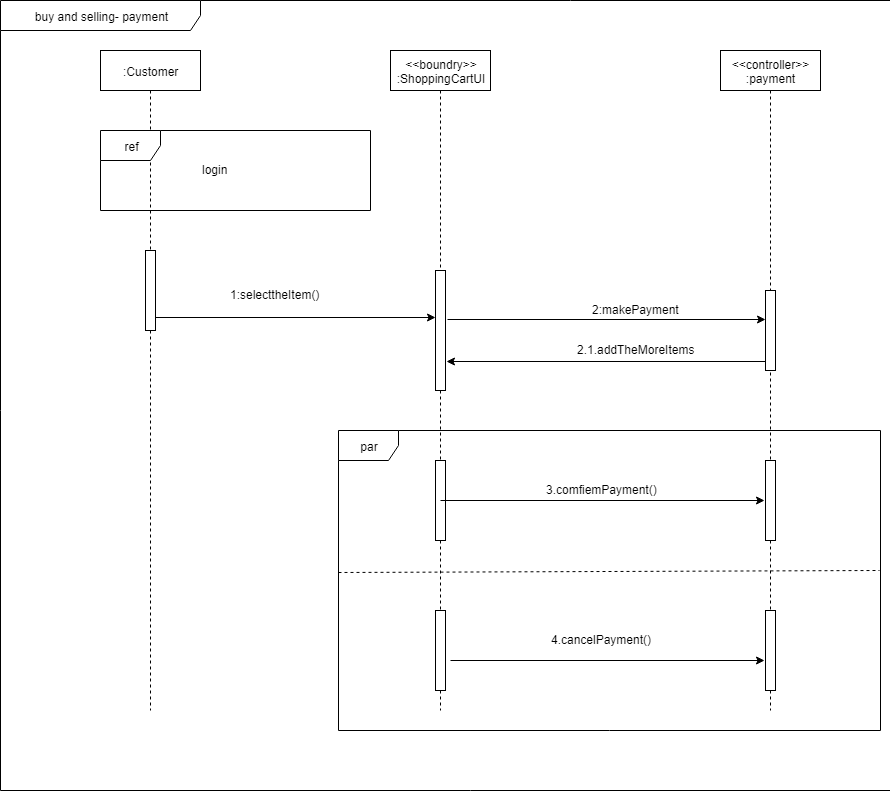 buy and selling- payment
:Customer
<<boundry>>
:ShoppingCartUI
<<controller>>
:payment
ref
login
1:selecttheItem()
2:makePayment
2.1.addTheMoreItems
par
3.comfiemPayment()
4.cancelPayment()